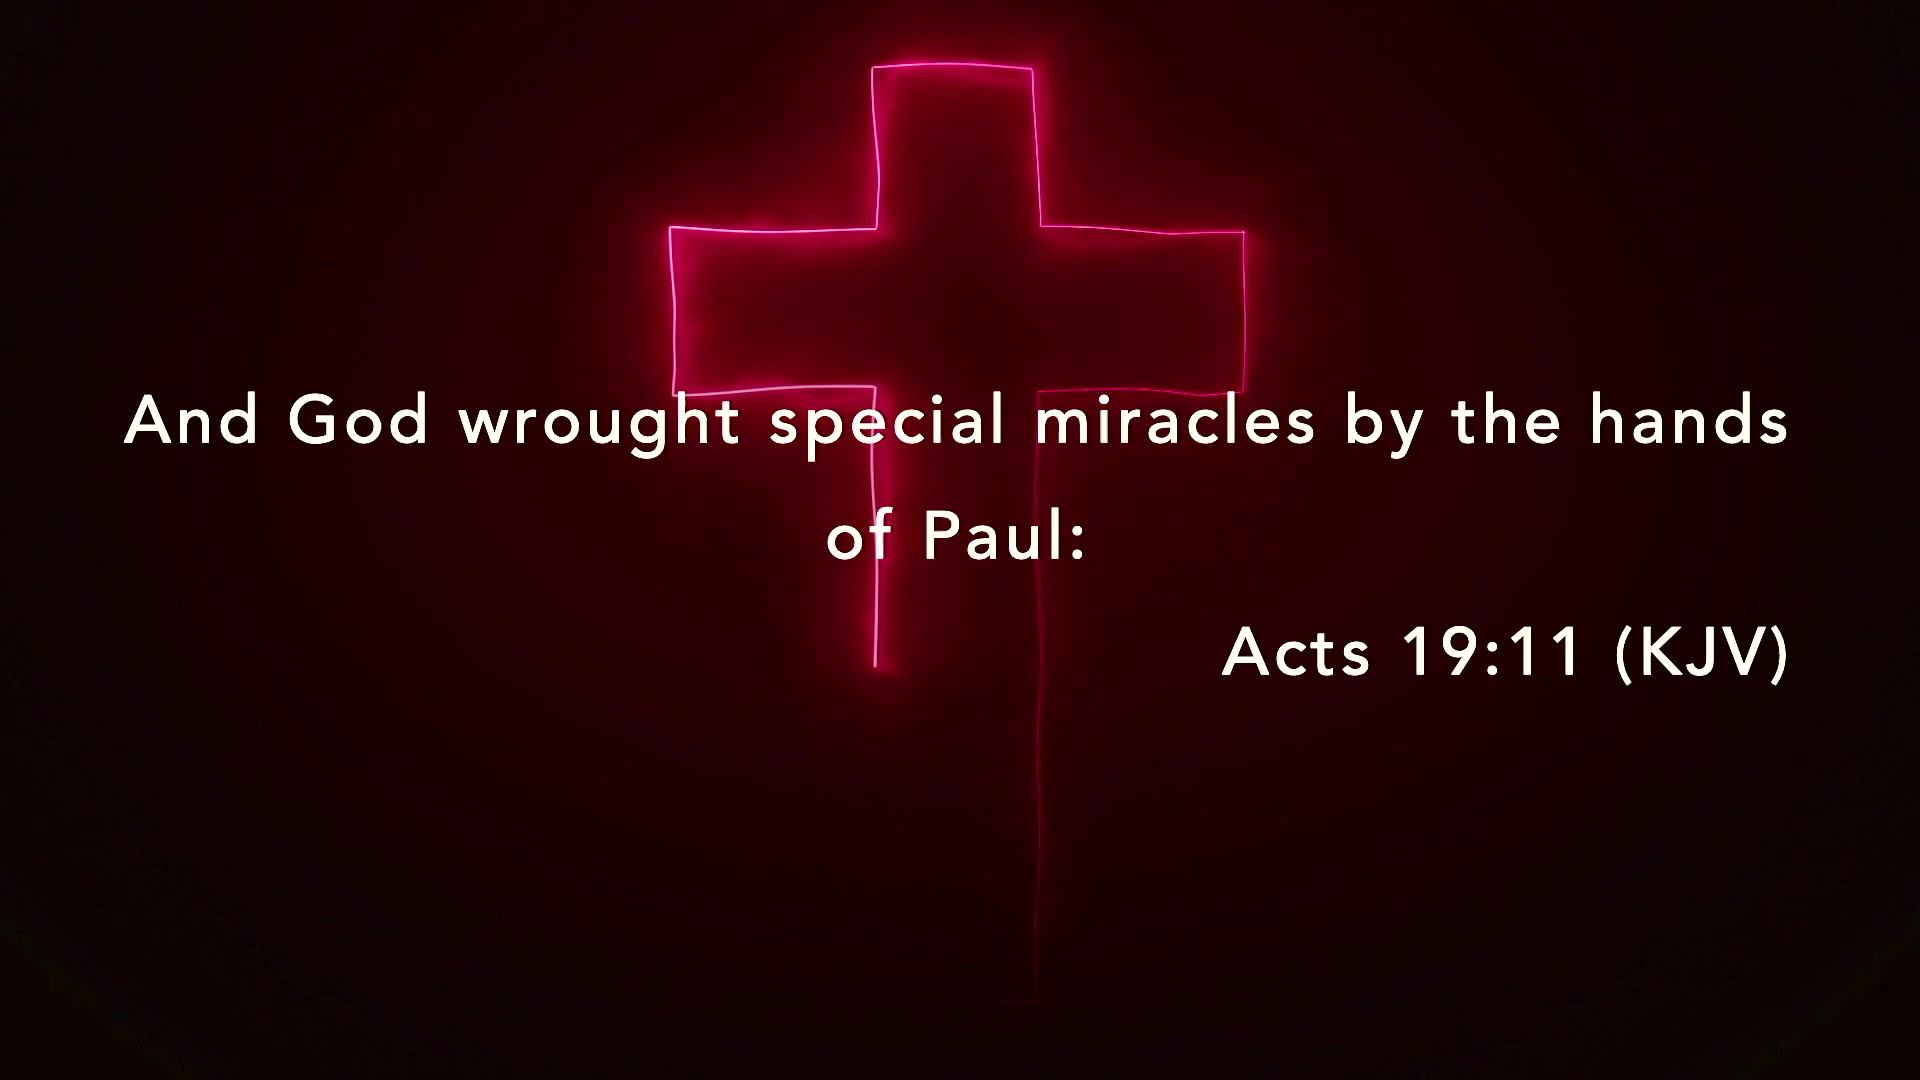 And God wrought special miracles by the hands
of Paul:
Acts 19:11 (KJV)